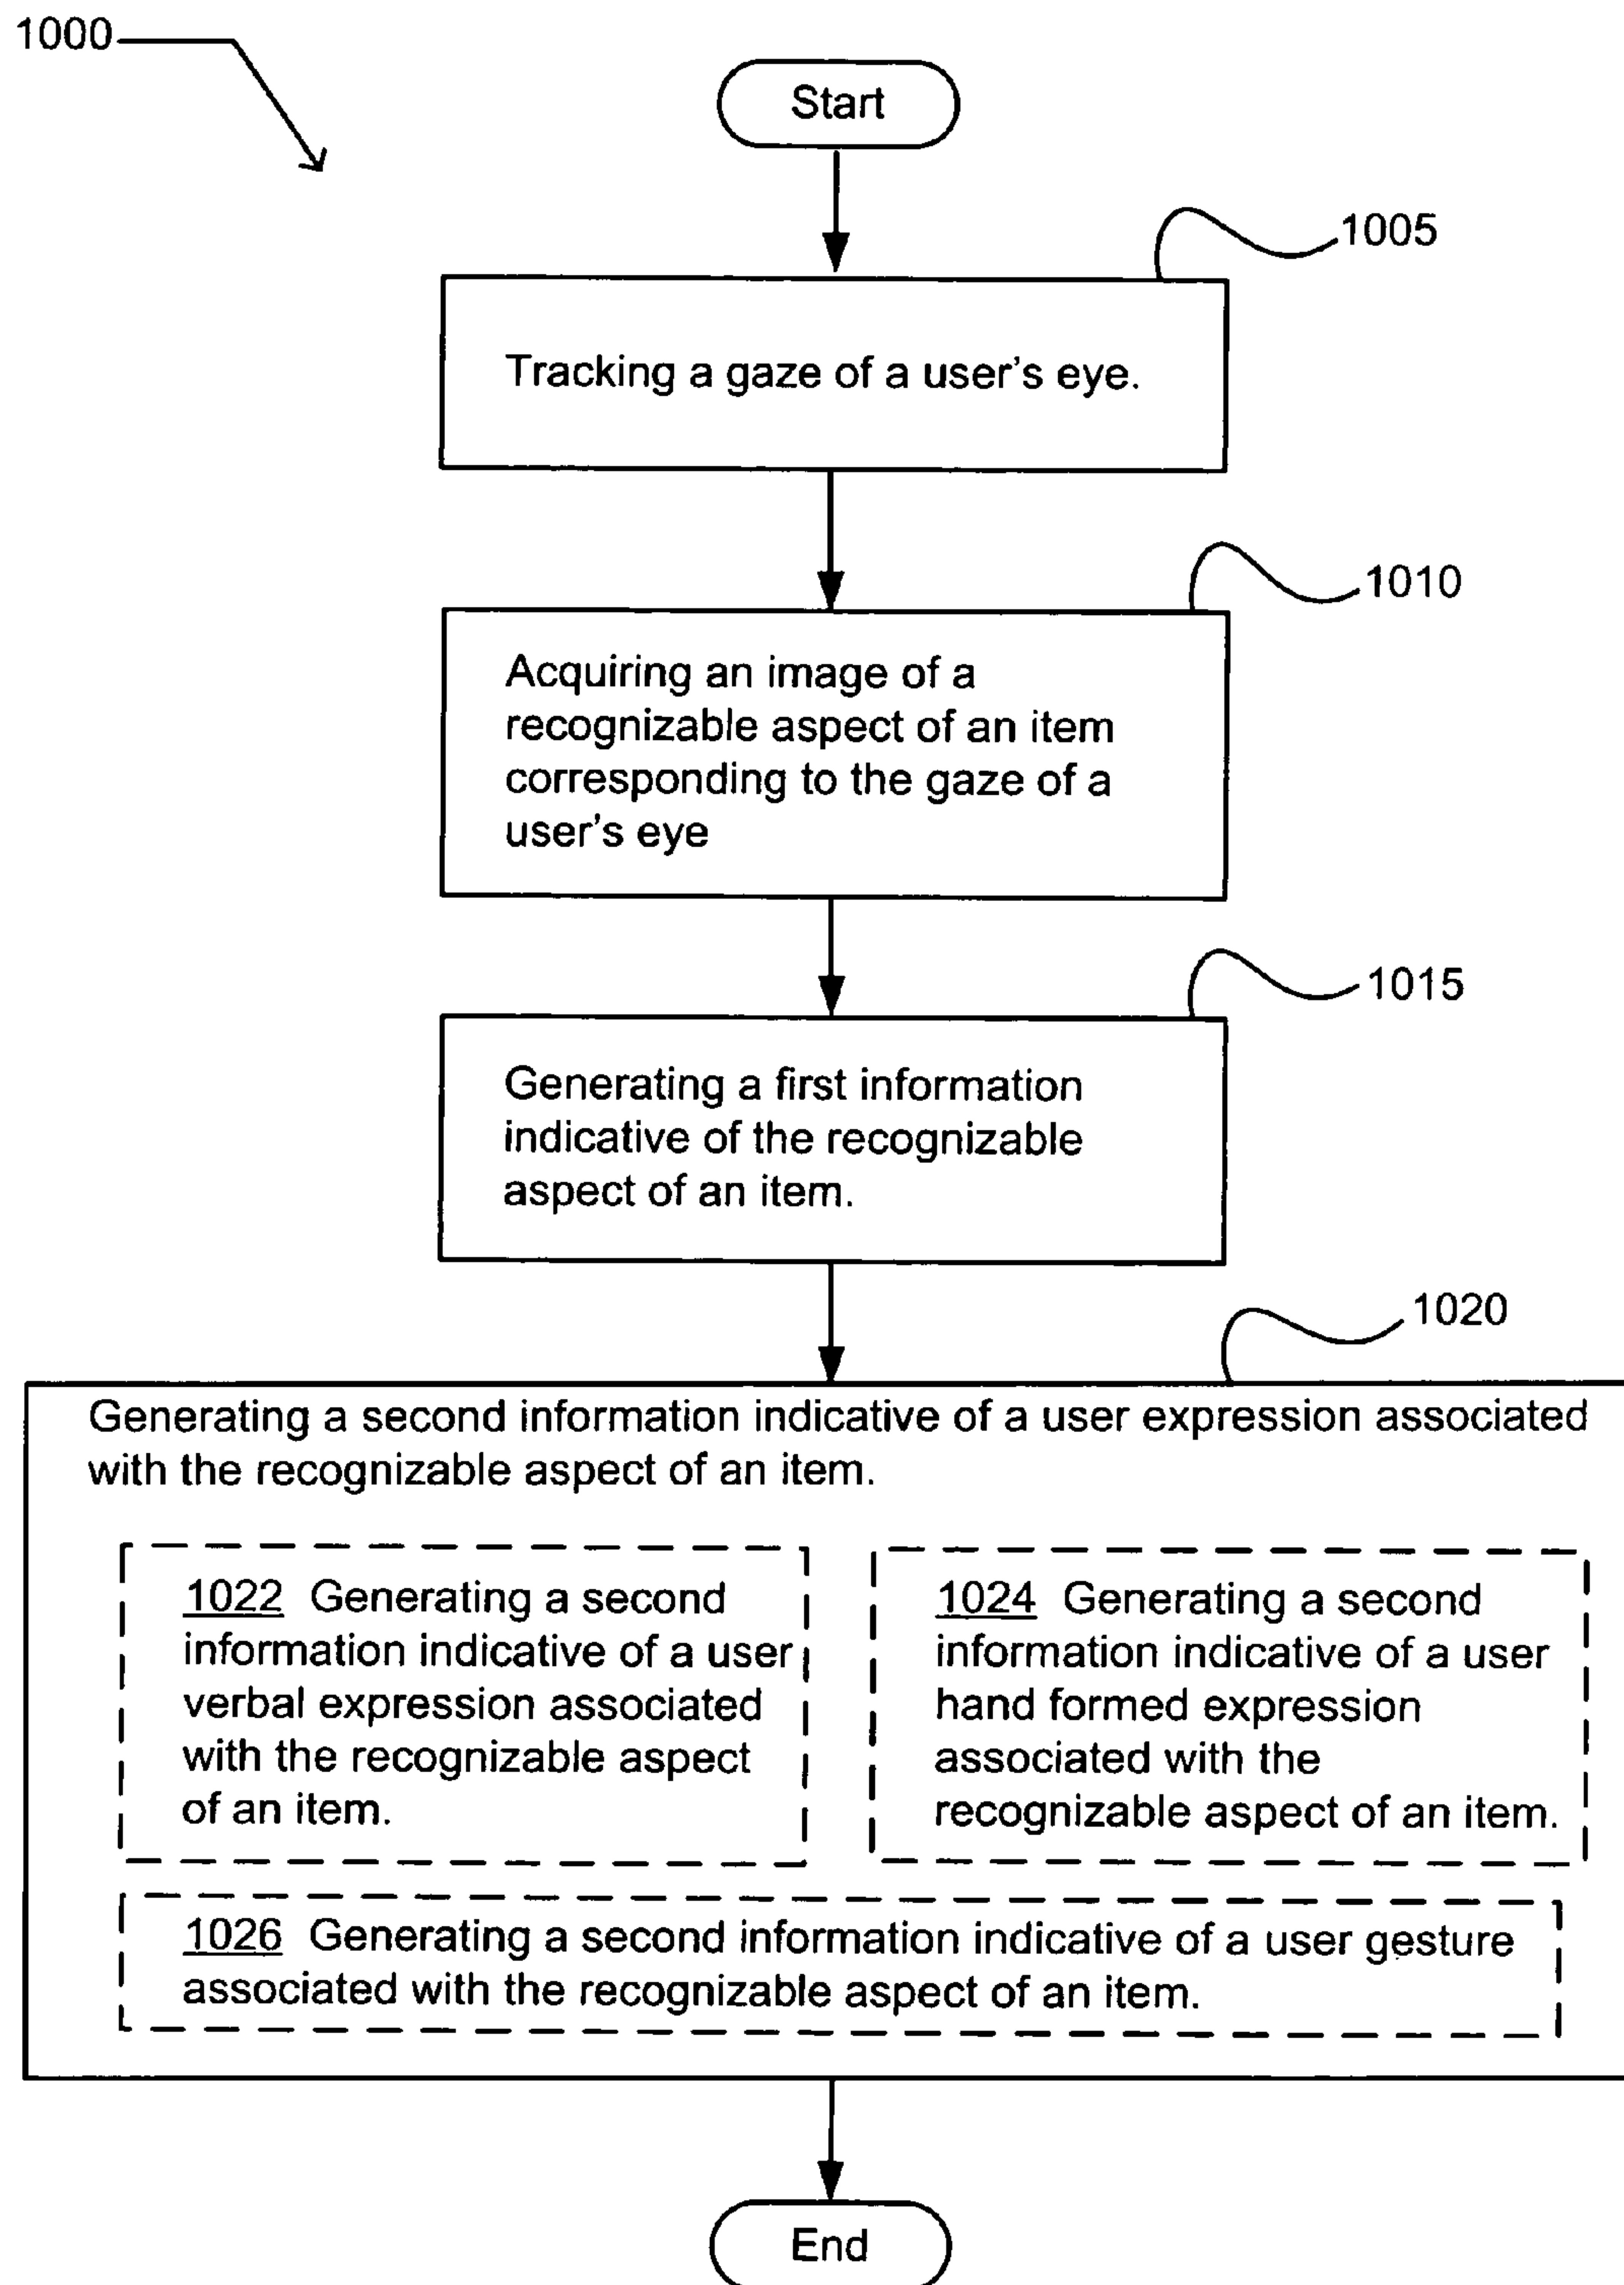 1000
Start
1005
Tracking a gaze of a user's eye.
1010
Acquiring an image of a
recognizable aspect of an item
corresponding to the gaze of a
user's eye
1015
Generating a first information
indicative of the recognizable
aspect of an item.
1020
Generating a second information indicative of a user expression associated
with the recognizable aspect of an item.
1022 Generating a second
information indicative of a user
verbal expression associated
with the recognizable aspect
of an item.
1024 Generating a second
information indicative of a user
hand formed expression
associated with the
recognizable aspect of an item.
1026 Generating a second information indicative of a user gesture
associated with the recognizable aspect of an item.
End